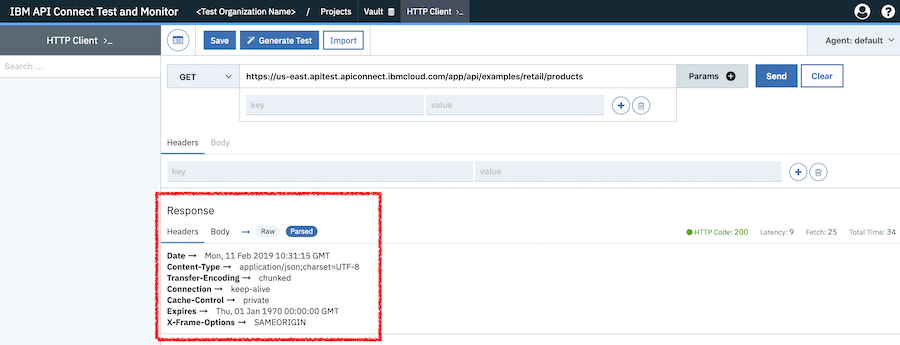 IBM API Connect Test and Monitor <Test Organization Name> / Projects Vault HTTP Client >_
HTTP Client >_ Save Generate Test Import Agent: default
Search ...
GET https://us-east.apitest.apiconnect.ibmcloud.com/app/api/examples/retail/products Params Send Clear
key value
Headers Body
key value
Response
Headers Body → Raw Parsed HTTP Code: 200 Latency: 9 Fetch: 25 Total Time: 34
Date → Mon, 11 Feb 2019 10:31:15 GMT
Content-Type → application/json;charset=UTF-8
Transfer-Encoding → chunked
Connection → keep-alive
Cache-Control → private
Expires → Thu, 01 Jan 1970 00:00:00 GMT
X-Frame-Options → SAMEORIGIN